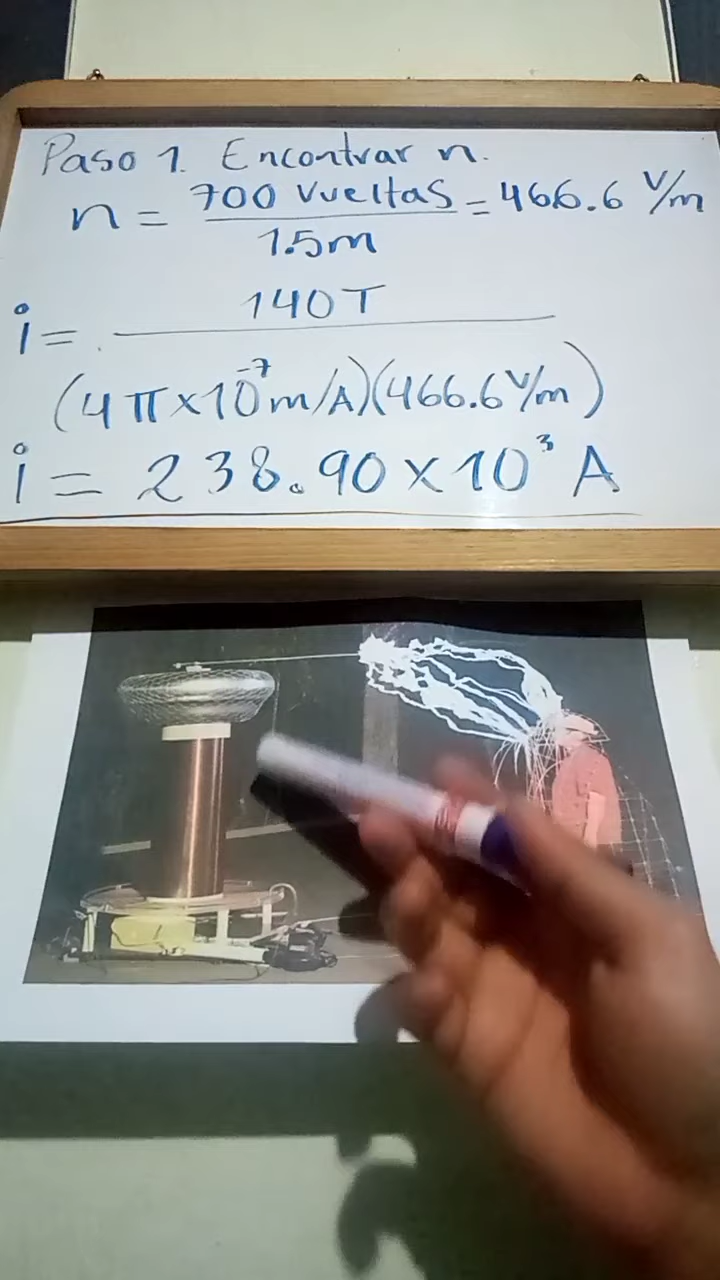 Paso 1. Encontrar n.
n = 700 Vueltas / 1.5m = 466.6 V/m
i = 140T / (4π×10⁻⁷m/A)(466.6V/m)
i = 238.90×10³ A